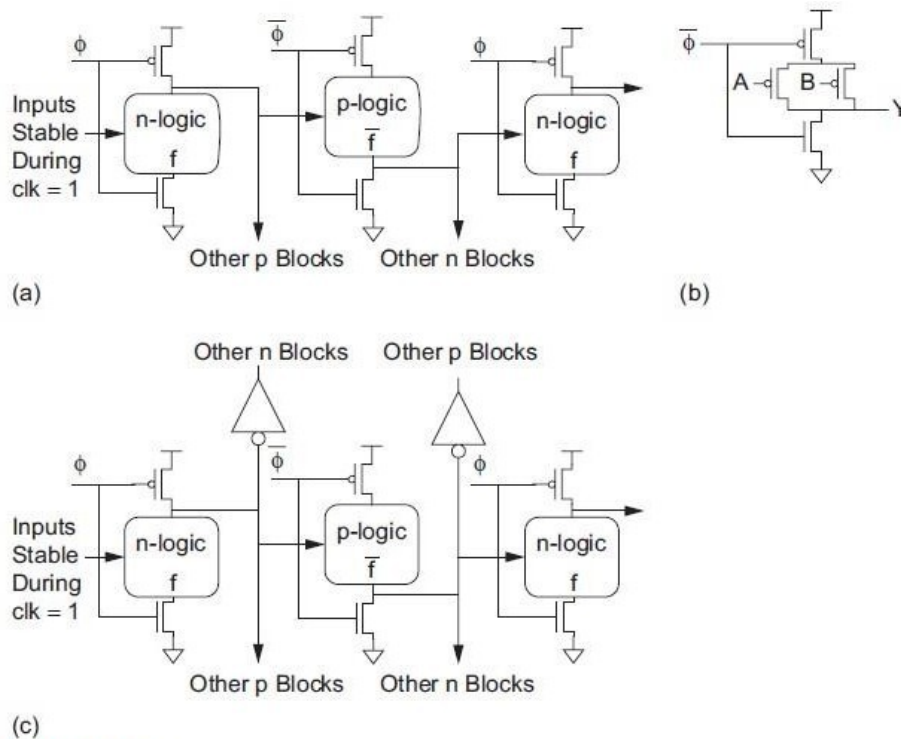 ϕ
ϕ̅
ϕ
Inputs
Stable
During
clk = 1
n-logic
f
p-logic
f̅
n-logic
f
Other p Blocks
Other n Blocks
(a)
ϕ̅
A
B
Y
(b)
Other n Blocks
Other p Blocks
ϕ
ϕ̅
ϕ
Inputs
Stable
During
clk = 1
n-logic
f
p-logic
f̅
n-logic
f
Other p Blocks
Other n Blocks
(c)